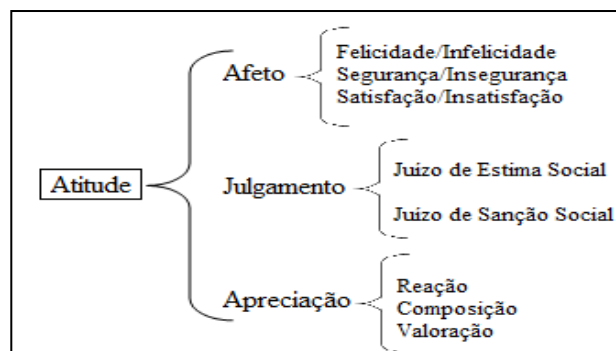 Atitude
Afeto
Felicidade/Infelicidade
Segurança/Insegurança
Satisfação/Insatisfação
Julgamento
Juízo de Estima Social
Juízo de Sanção Social
Apreciação
Reação
Composição
Valoração